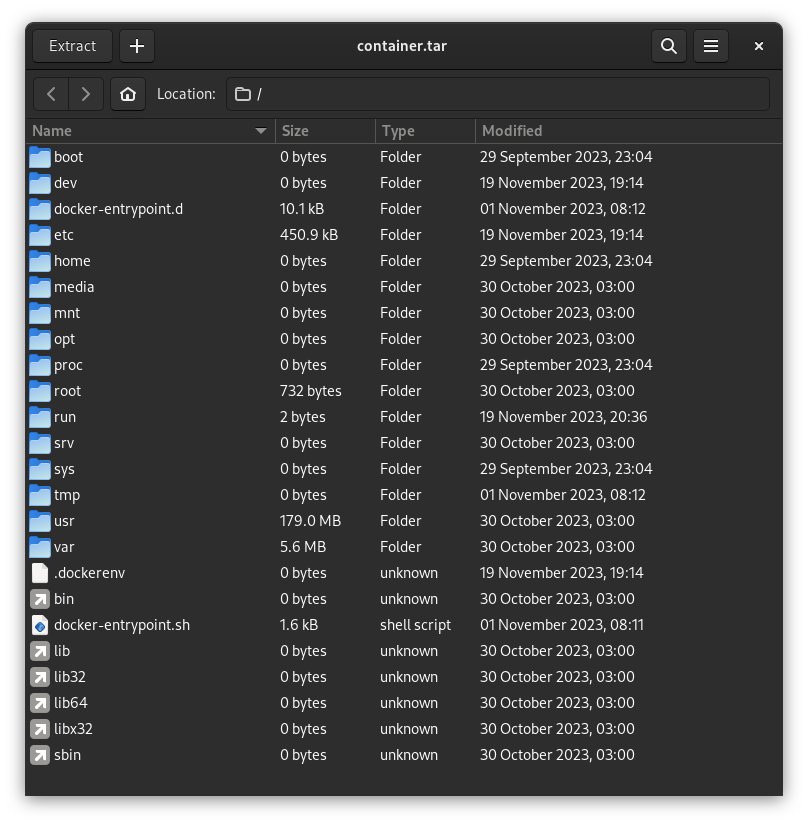 Extract + container.tar
Location: /
Name Size Type Modified
boot 0 bytes Folder 29 September 2023, 23:04
dev 0 bytes Folder 19 November 2023, 19:14
docker-entrypoint.d 10.1 kB Folder 01 November 2023, 08:12
etc 450.9 kB Folder 19 November 2023, 19:14
home 0 bytes Folder 29 September 2023, 23:04
media 0 bytes Folder 30 October 2023, 03:00
mnt 0 bytes Folder 30 October 2023, 03:00
opt 0 bytes Folder 30 October 2023, 03:00
proc 0 bytes Folder 29 September 2023, 23:04
root 732 bytes Folder 30 October 2023, 03:00
run 2 bytes Folder 19 November 2023, 20:36
srv 0 bytes Folder 30 October 2023, 03:00
sys 0 bytes Folder 29 September 2023, 23:04
tmp 0 bytes Folder 01 November 2023, 08:12
usr 179.0 MB Folder 30 October 2023, 03:00
var 5.6 MB Folder 30 October 2023, 03:00
.dockerenv 0 bytes unknown 19 November 2023, 19:14
bin 0 bytes unknown 30 October 2023, 03:00
docker-entrypoint.sh 1.6 kB shell script 01 November 2023, 08:11
lib 0 bytes unknown 30 October 2023, 03:00
lib32 0 bytes unknown 30 October 2023, 03:00
lib64 0 bytes unknown 30 October 2023, 03:00
libx32 0 bytes unknown 30 October 2023, 03:00
sbin 0 bytes unknown 30 October 2023, 03:00